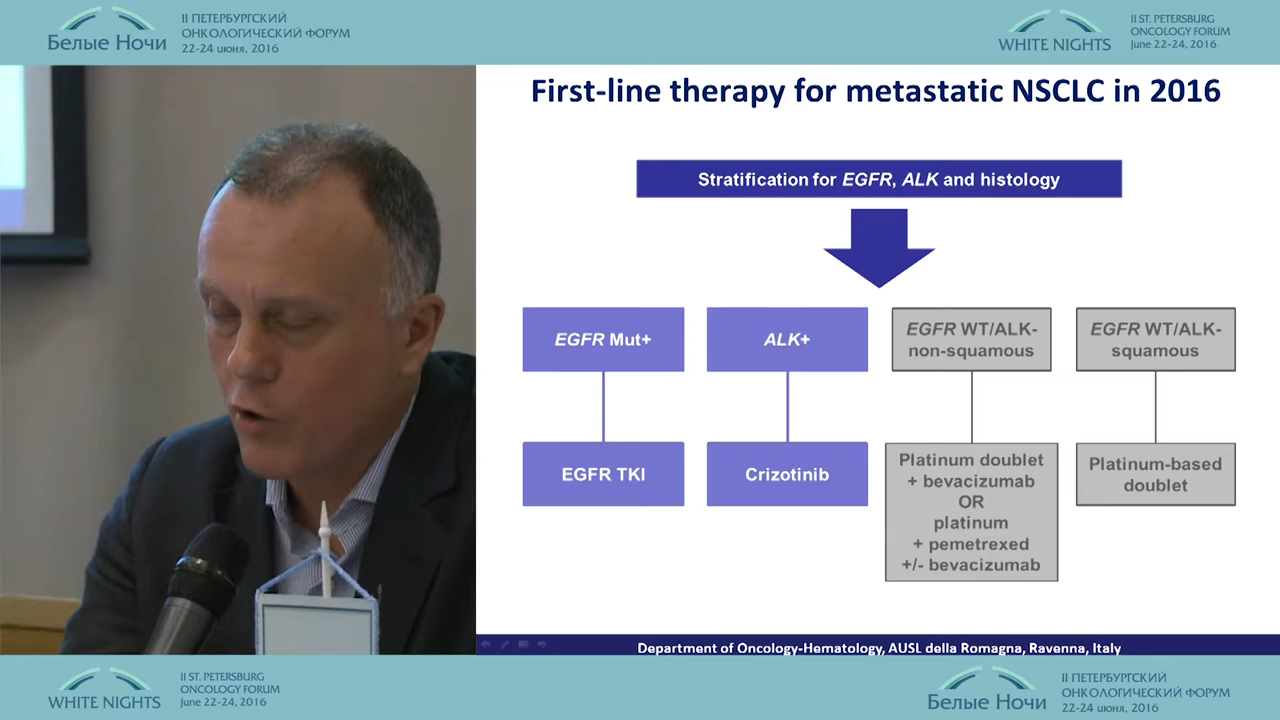 Белые Ночи
II ПЕТЕРБУРГСКИЙ
ОНКОЛОГИЧЕСКИЙ ФОРУМ
22-24 июня, 2016
WHITE NIGHTS
II ST. PETERSBURG
ONCOLOGY FORUM
June 22-24, 2016
First-line therapy for metastatic NSCLC in 2016
Stratification for EGFR, ALK and histology
EGFR Mut+
ALK+
EGFR WT/ALK-
non-squamous
EGFR WT/ALK-
squamous
EGFR TKI
Crizotinib
Platinum doublet
+ bevacizumab
OR
platinum
+ pemetrexed
+/- bevacizumab
Platinum-based
doublet
Department of Oncology-Hematology, AUSL della Romagna, Ravenna, Italy
WHITE NIGHTS
II ST. PETERSBURG
ONCOLOGY FORUM
June 22-24, 2016
Белые Ночи
II ПЕТЕРБУРГСКИЙ
ОНКОЛОГИЧЕСКИЙ ФОРУМ
22-24 июня, 2016